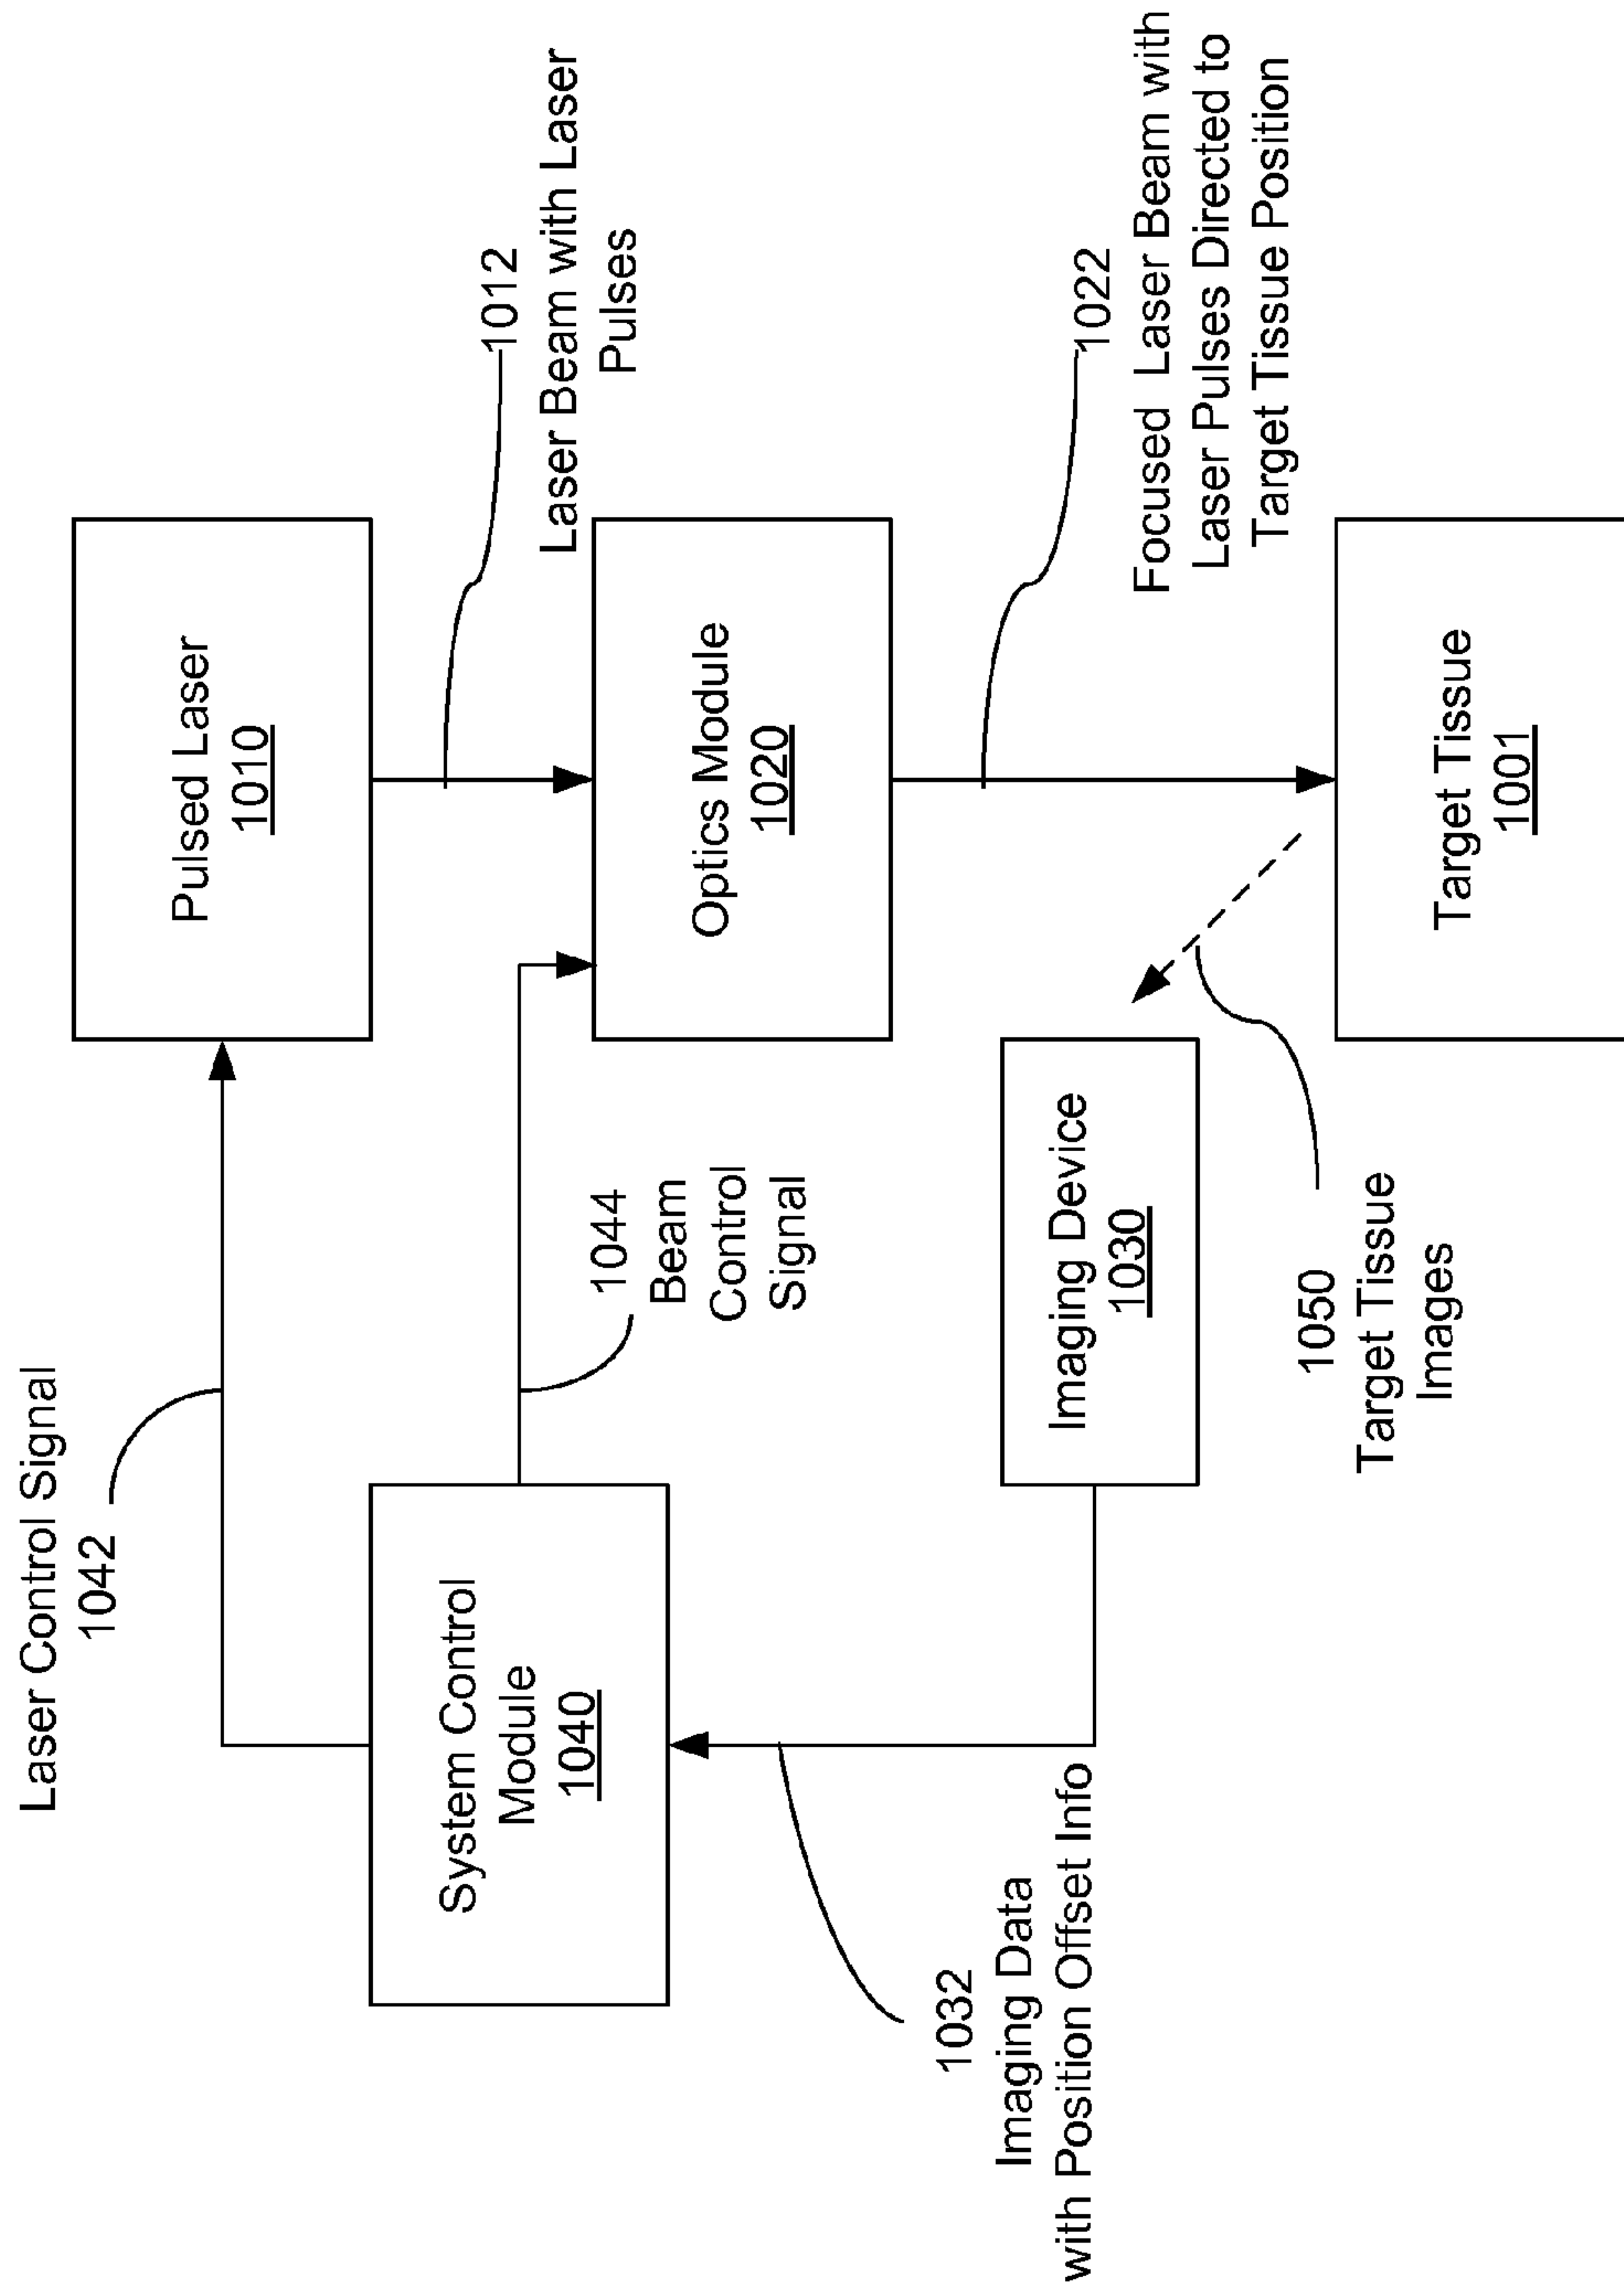 Laser Control Signal
1042
Pulsed Laser
1010
1012
Laser Beam with Laser
Pulses
System Control
Module
1040
1044
Beam
Control
Signal
Optics Module
1020
1022
Focused Laser Beam with
Laser Pulses Directed to
Target Tissue Position
1032
Imaging Data
with Position Offset Info
Imaging Device
1030
1050
Target Tissue
Images
Target Tissue
1001